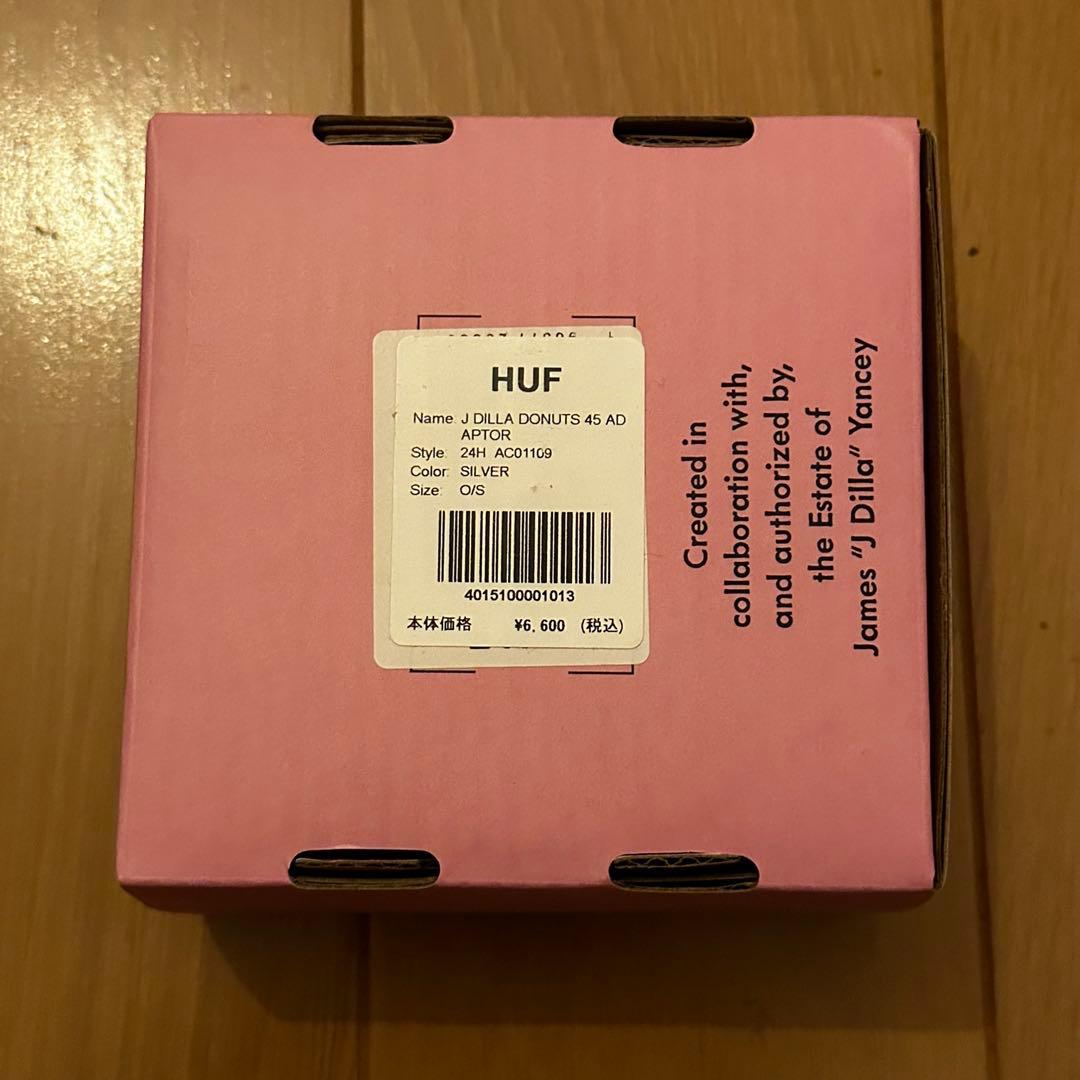 HUF
Name: J DILLA DONUTS 45 AD
APTOR
Style: 24H AC01109
Color: SILVER
Size: O/S
4015100001013
本体価格 ¥6,600 (税込)
Created in
collaboration with,
and authorized by,
the Estate of
James "J Dilla" Yancey